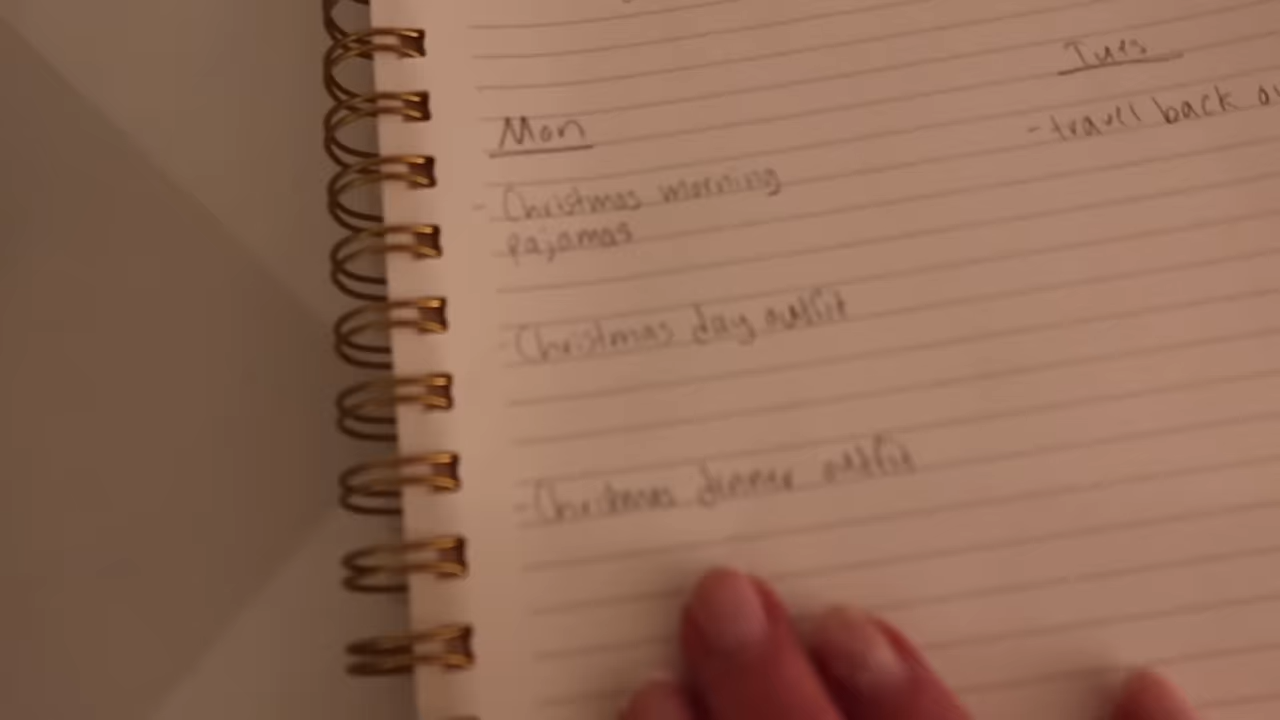 Mon
- Christmas morning
pajamas
- Christmas day outfit
- Christmas dinner outfit
Tues
- travel back